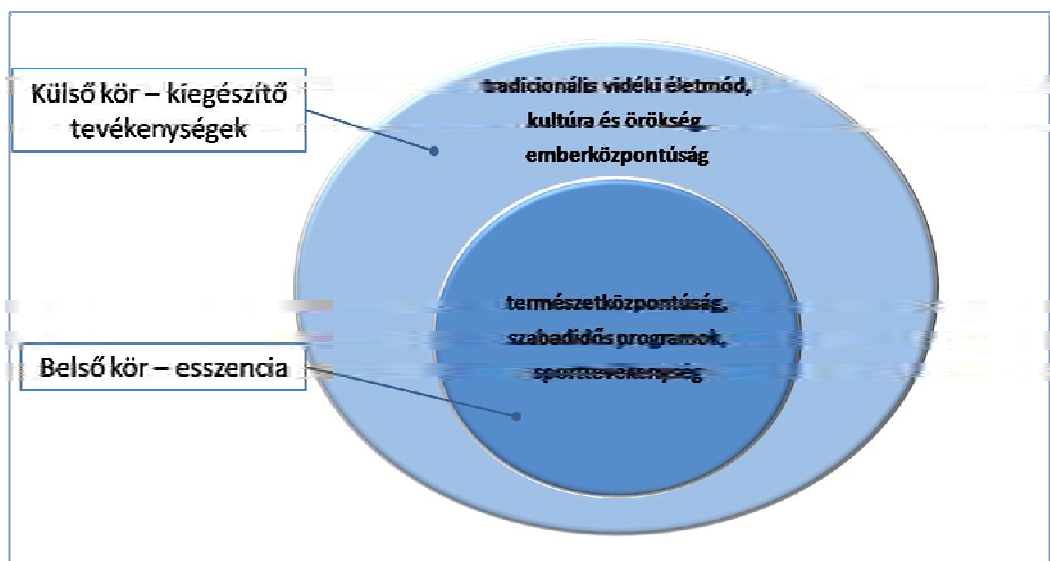 Külső kör – kiegészítő
tevékenységek
tradicionális vidéki életmód,
kultúra és örökség
emberközpontúság
természetközpontúság,
szabadidős programok,
sporttevékenység
Belső kör – esszencia